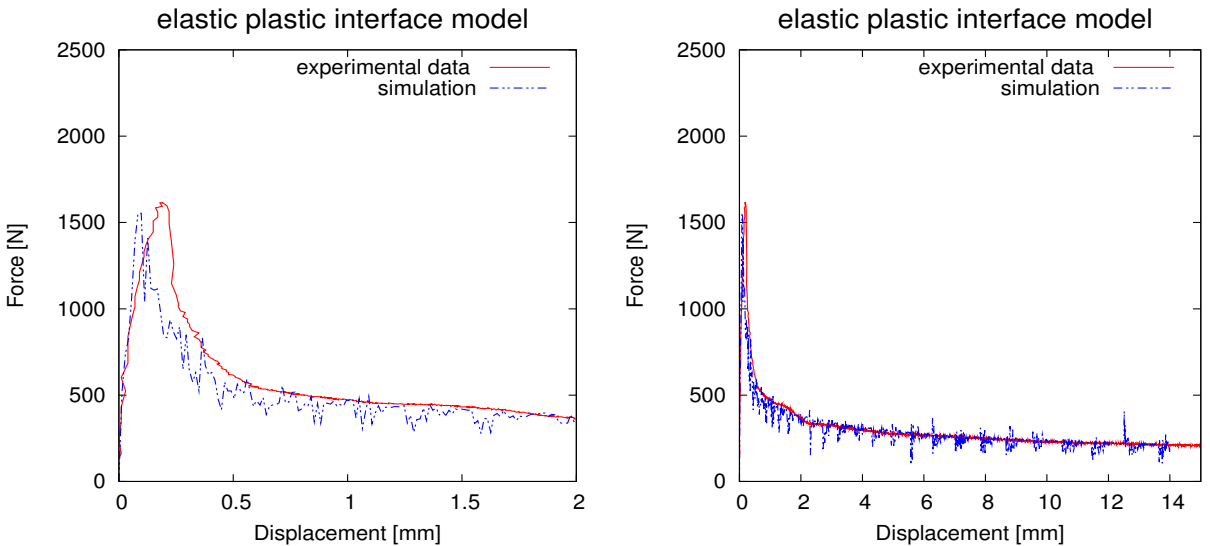 elastic plastic interface model
2500
2000
1500
1000
500
0
Force [N]
experimental data
simulation
0
0.5
1
1.5
2
Displacement [mm]
elastic plastic interface model
2500
2000
1500
1000
500
0
Force [N]
experimental data
simulation
0
2
4
6
8
10
12
14
Displacement [mm]